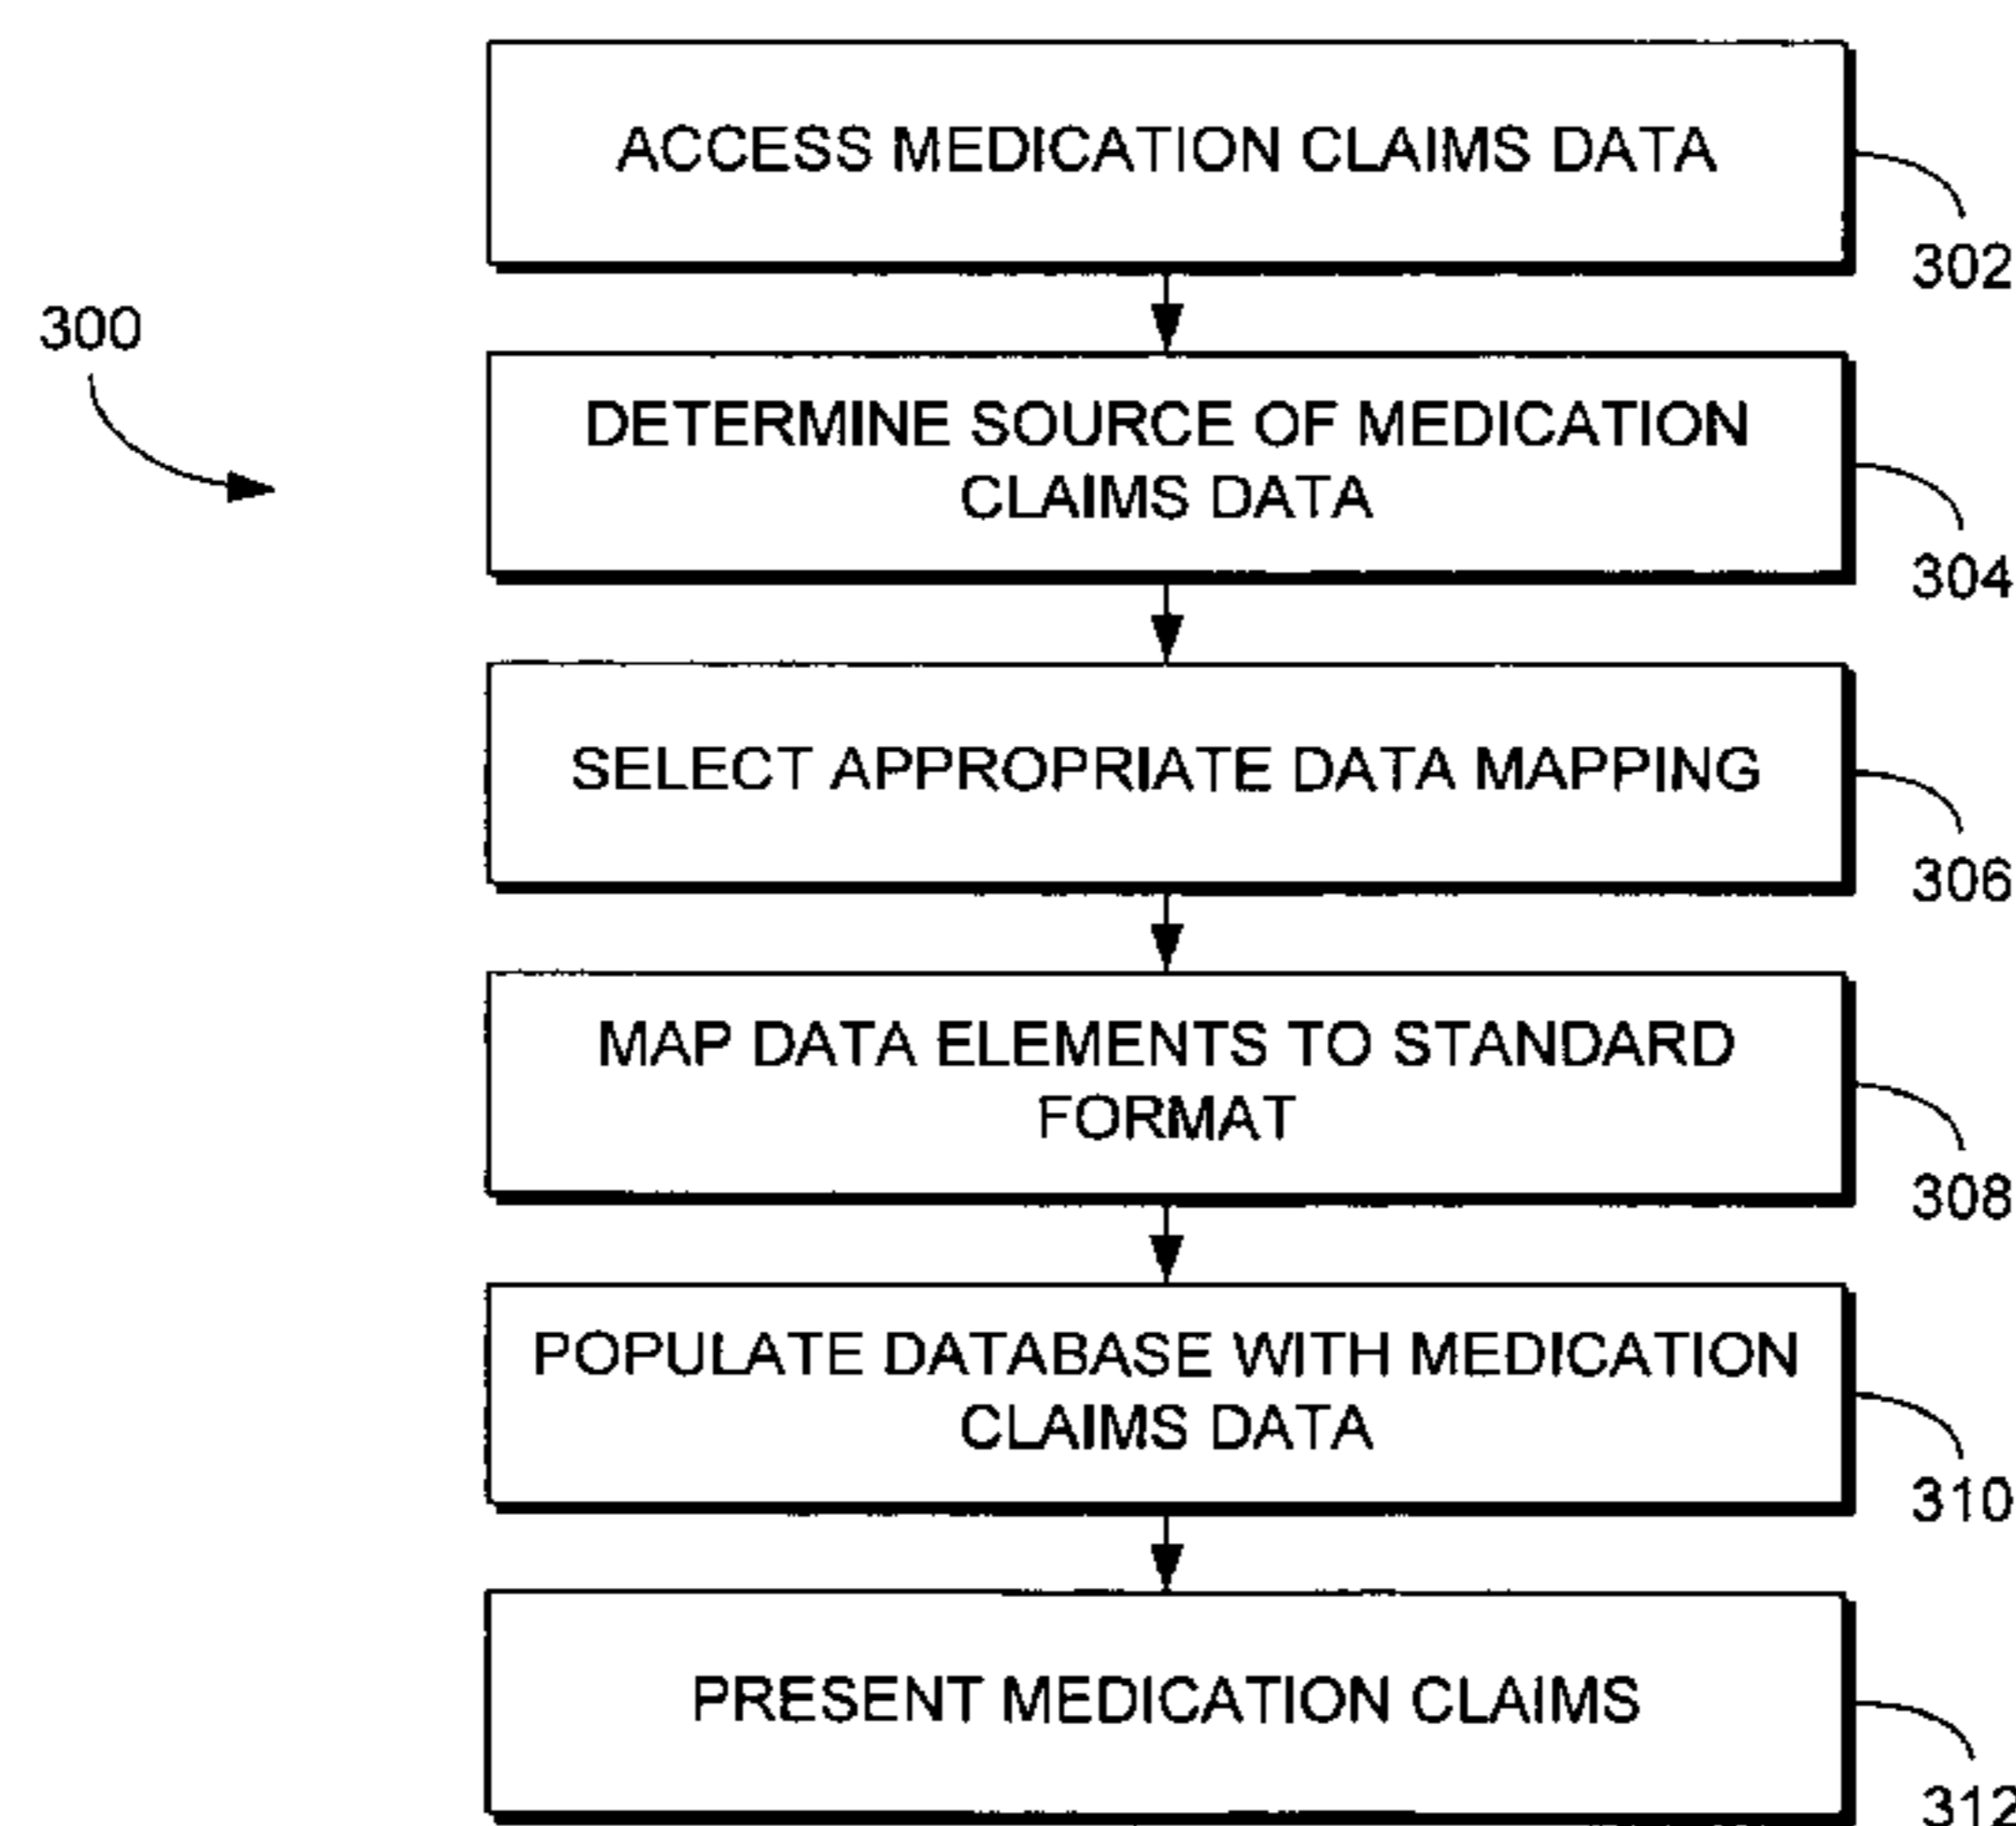 ACCESS MEDICATION CLAIMS DATA
302
300
DETERMINE SOURCE OF MEDICATION
CLAIMS DATA
304
SELECT APPROPRIATE DATA MAPPING
306
MAP DATA ELEMENTS TO STANDARD
FORMAT
308
POPULATE DATABASE WITH MEDICATION
CLAIMS DATA
310
PRESENT MEDICATION CLAIMS
312